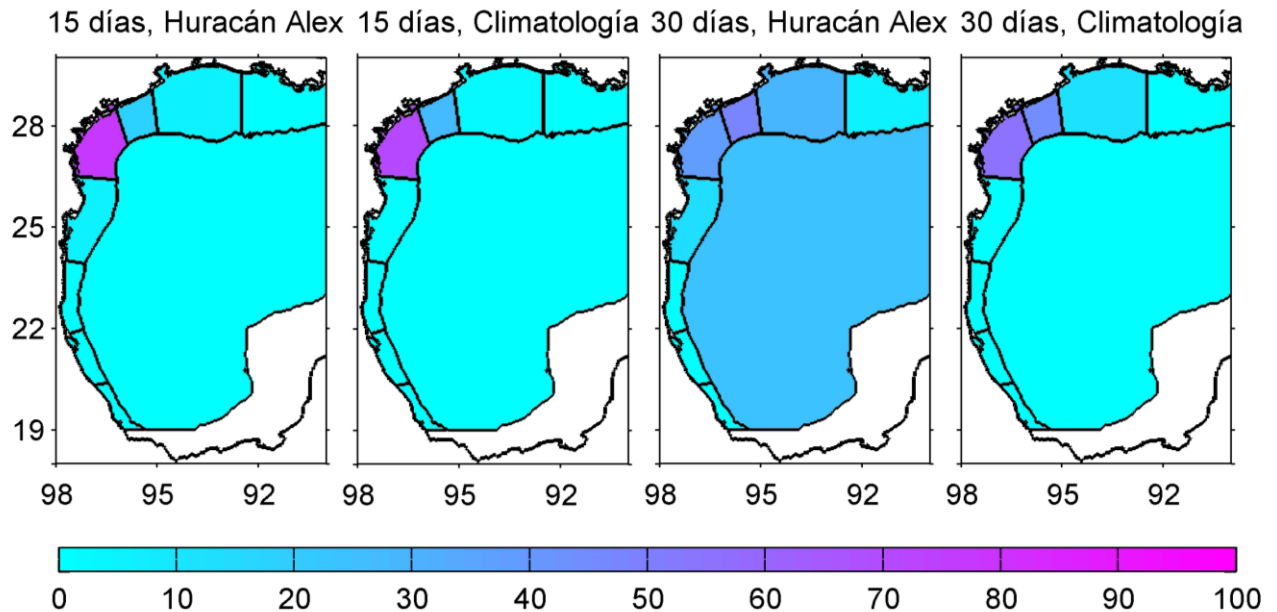 15 días, Huracán Alex 15 días, Climatología 30 días, Huracán Alex 30 días, Climatología
28
25
22
19
98 95 92 98 95 92 98 95 92 98 95 92
0 10 20 30 40 50 60 70 80 90 100